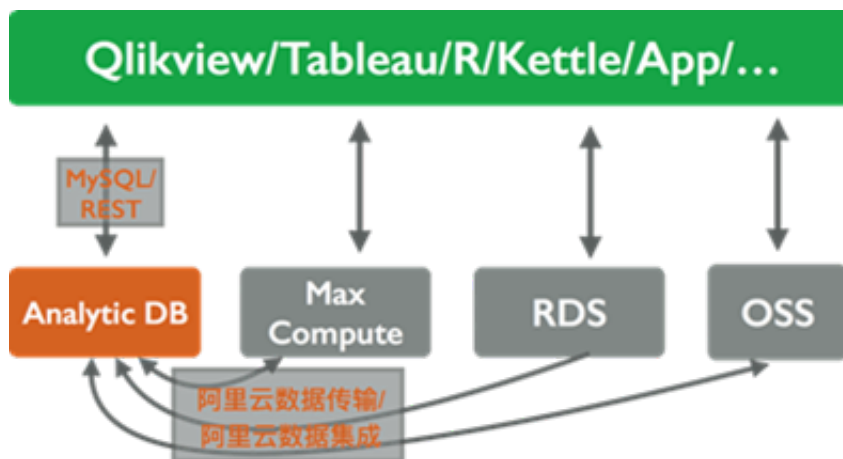 Qlikview/Tableau/R/Kettle/App/...
MySQL/
REST
Analytic DB
Max
Compute
RDS
OSS
阿里云数据传输/
阿里云数据集成